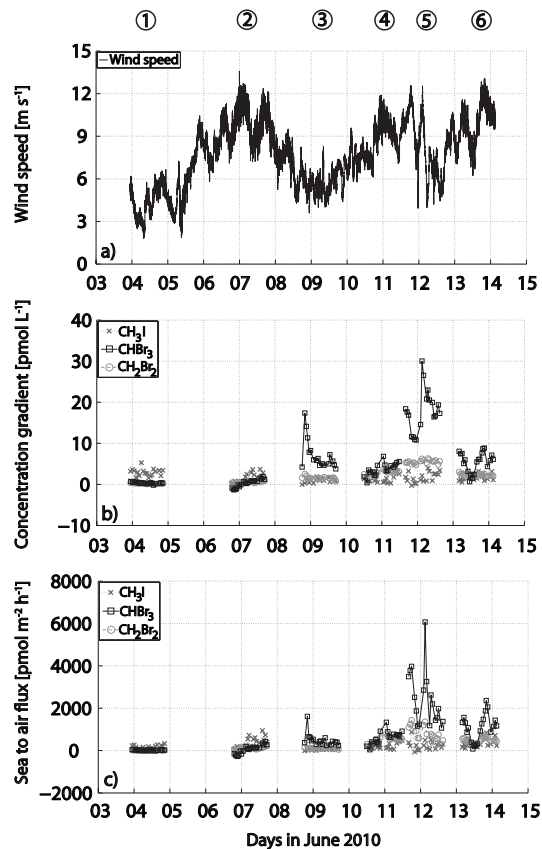 ① ② ③ ④ ⑤ ⑥
Wind speed [m s⁻¹]
15
12
9
6
3
0
Wind speed
a)
03 04 05 06 07 08 09 10 11 12 13 14 15
Concentration gradient [pmol L⁻¹]
40
30
20
10
0
−10
CH₃I
CHBr₃
CH₂Br₂
b)
03 04 05 06 07 08 09 10 11 12 13 14 15
Sea to air flux [pmol m⁻² h⁻¹]
8000
6000
4000
2000
0
−2000
CH₃I
CHBr₃
CH₂Br₂
c)
03 04 05 06 07 08 09 10 11 12 13 14 15
Days in June 2010